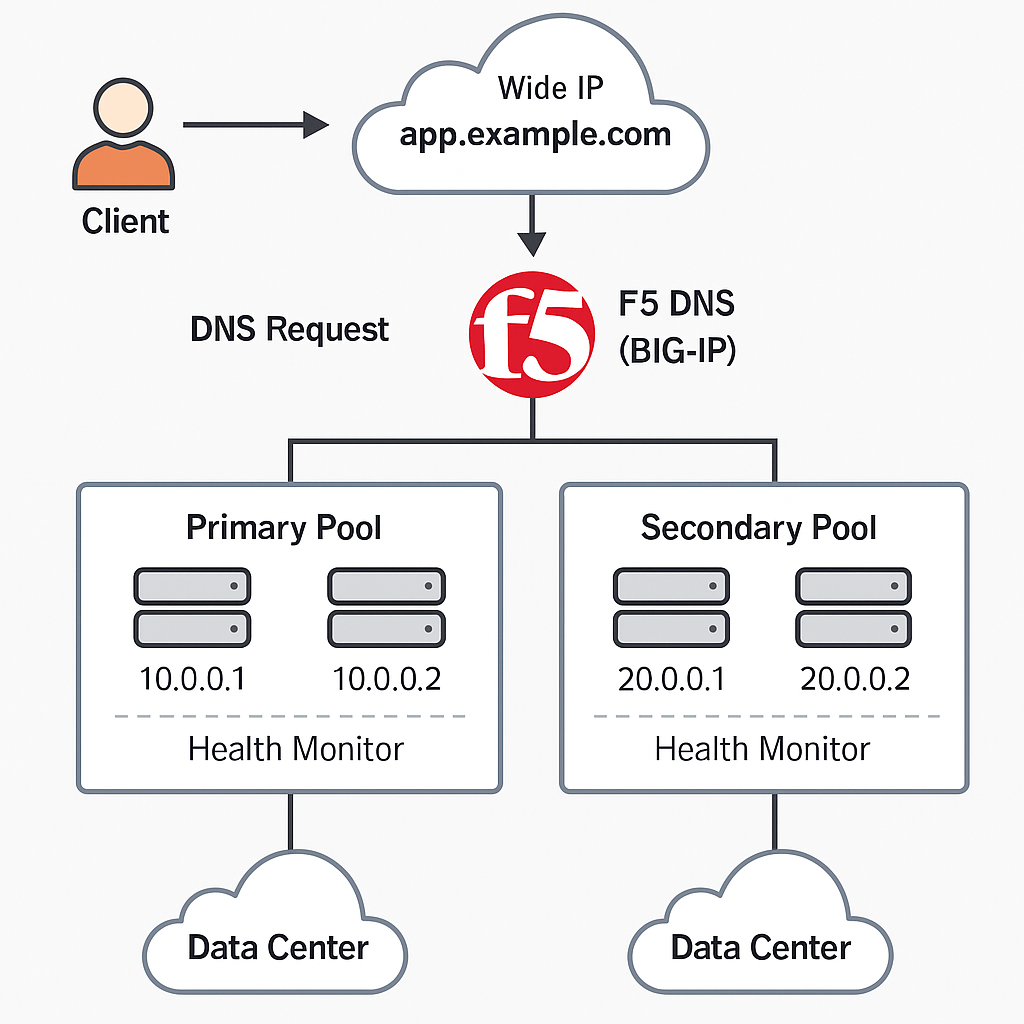 Wide IP
app.example.com
Client
DNS Request
f5
F5 DNS
(BIG-IP)
Primary Pool
10.0.0.1
10.0.0.2
Health Monitor
Secondary Pool
20.0.0.1
20.0.0.2
Health Monitor
Data Center
Data Center